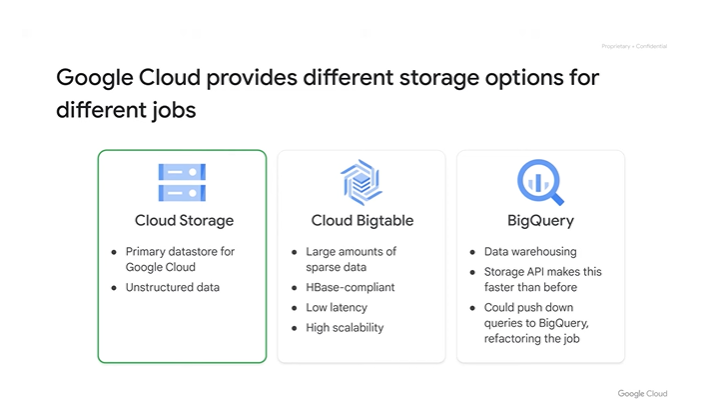 Proprietary + Confidential
Google Cloud provides different storage options for
different jobs
Cloud Storage
• Primary datastore for
Google Cloud
• Unstructured data
Cloud Bigtable
• Large amounts of
sparse data
• HBase-compliant
• Low latency
• High scalability
BigQuery
• Data warehousing
• Storage API makes this
faster than before
• Could push down
queries to BigQuery,
refactoring the job
Google Cloud